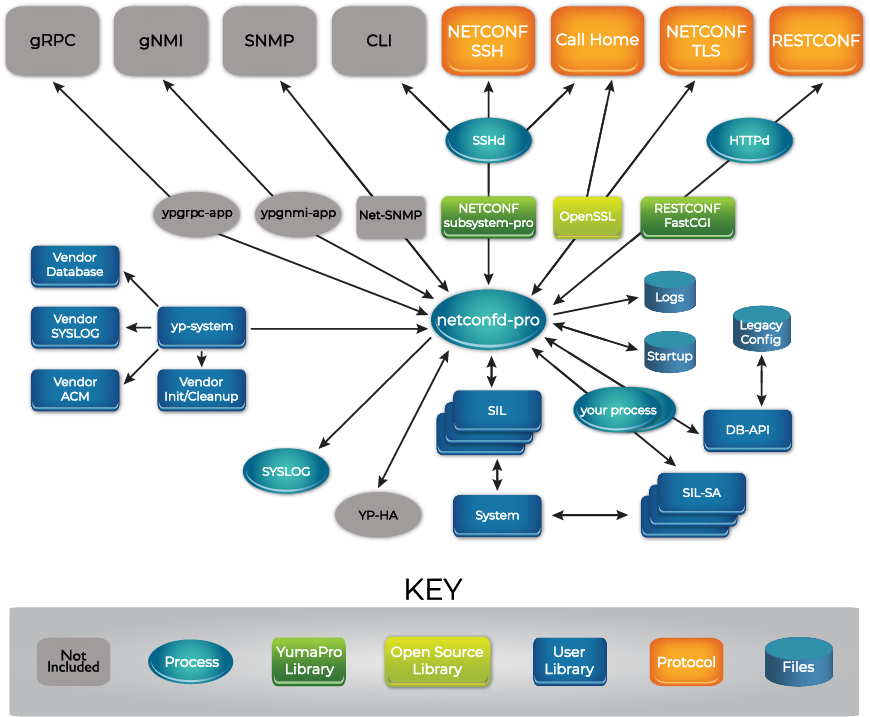 gRPC
gNMI
SNMP
CLI
NETCONF
SSH
Call Home
NETCONF
TLS
RESTCONF
SSHd
HTTPd
ypgrpc-app
ypgnmi-app
Net-SNMP
NETCONF
subsystem-pro
OpenSSL
RESTCONF
FastCGI
Vendor
Database
Vendor
SYSLOG
yp-system
Vendor
ACM
Vendor
Init/Cleanup
netconfd-pro
Logs
Startup
Legacy
Config
SIL
your process
DB-API
SYSLOG
YP-HA
System
SIL-SA
KEY
Not
Included
Process
YumaPro
Library
Open Source
Library
User
Library
Protocol
Files